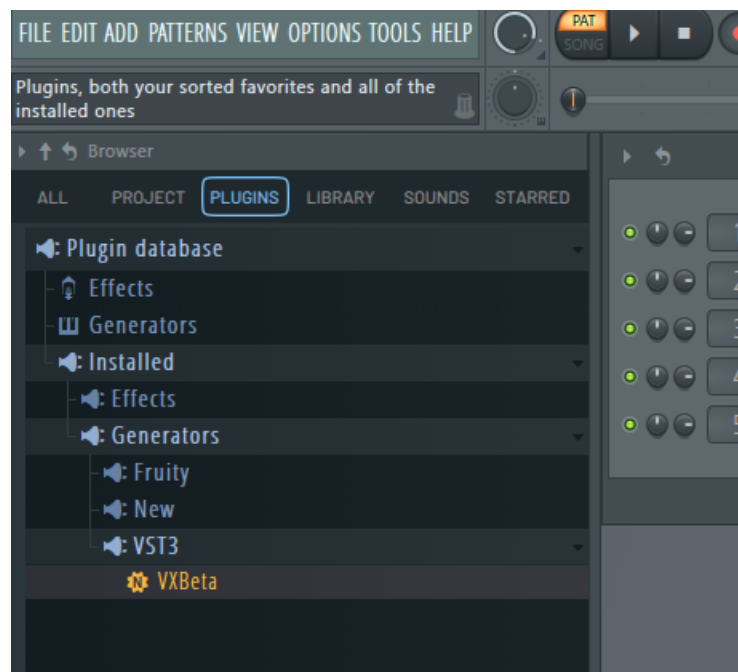 FILE EDIT ADD PATTERNS VIEW OPTIONS TOOLS HELP
PAT
SONG
Plugins, both your sorted favorites and all of the
installed ones
Browser
ALL PROJECT PLUGINS LIBRARY SOUNDS STARRED
Plugin database
Effects
Generators
Installed
Effects
Generators
Fruity
New
VST3
N VXBeta